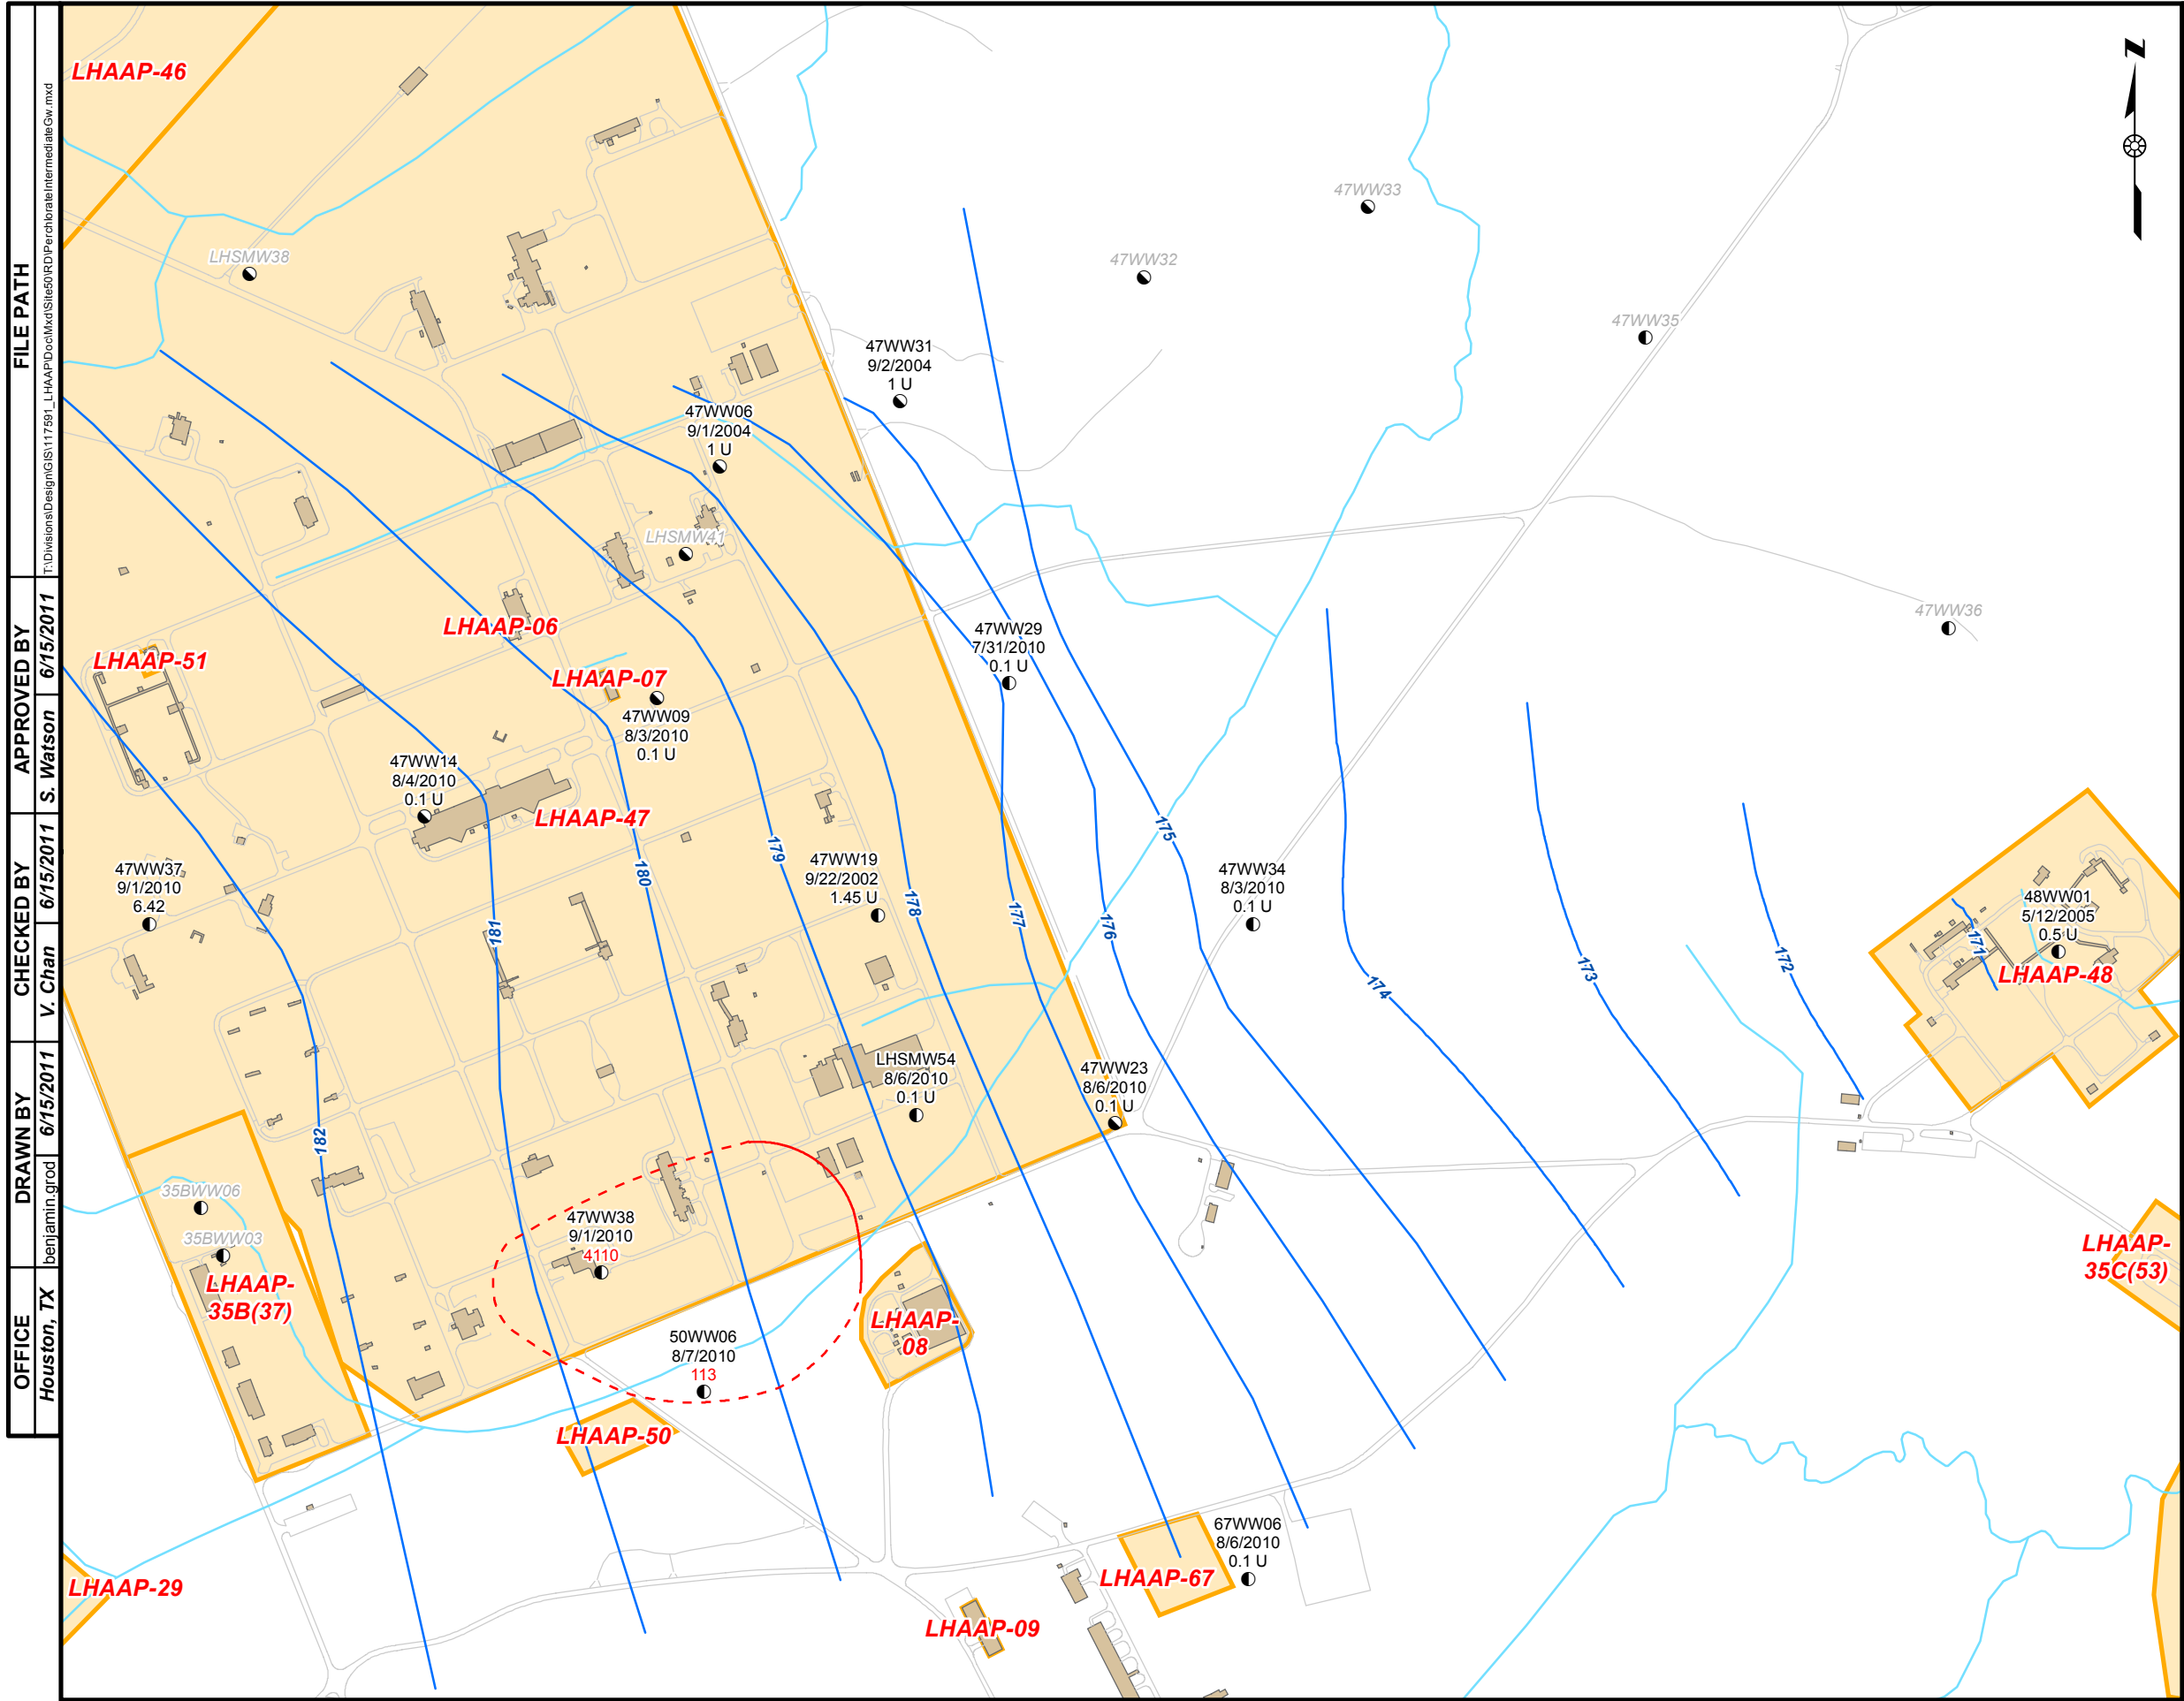 FILE PATH
T:\Divisions\Design\GIS\117591_LHAAP\Doc\Mxd\Site50\RD\PerchlorateIntermediateGw.mxd
APPROVED BY
S. Watson
6/15/2011
CHECKED BY
V. Chan
6/15/2011
DRAWN BY
benjamin.grod
6/15/2011
OFFICE
Houston, TX
N
LHAAP-46
LHSMW38
47WW33
47WW32
47WW35
47WW31
9/2/2004
1 U
47WW06
9/1/2004
1 U
LHSMW41
LHAAP-06
LHAAP-51
LHAAP-07
47WW29
7/31/2010
0.1 U
47WW36
47WW09
8/3/2010
0.1 U
47WW14
8/4/2010
0.1 U
LHAAP-47
47WW37
9/1/2010
6.42
47WW19
9/22/2002
1.45 U
47WW34
8/3/2010
0.1 U
48WW01
5/12/2005
0.5 U
LHAAP-48
182
181
180
179
178
177
176
175
174
173
172
171
LHSMW54
8/6/2010
0.1 U
47WW23
8/6/2010
0.1 U
35BWW06
35BWW03
LHAAP-
35B(37)
47WW38
9/1/2010
4110
50WW06
8/7/2010
113
LHAAP-
08
LHAAP-
35C(53)
LHAAP-50
LHAAP-29
LHAAP-09
LHAAP-67
67WW06
8/6/2010
0.1 U